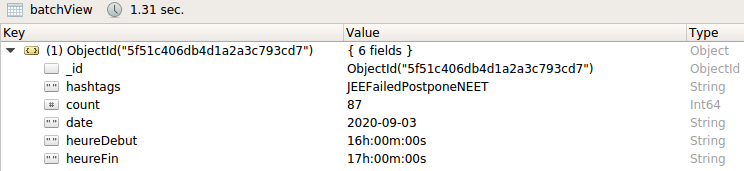 batchView 1.31 sec.
Key Value Type
(1) ObjectId("5f51c406db4d1a2a3c793cd7") { 6 fields } Object
_id ObjectId("5f51c406db4d1a2a3c793cd7") ObjectId
hashtags JEEFailedPostponeNEET String
count 87 Int64
date 2020-09-03 String
heureDebut 16h:00m:00s String
heureFin 17h:00m:00s String